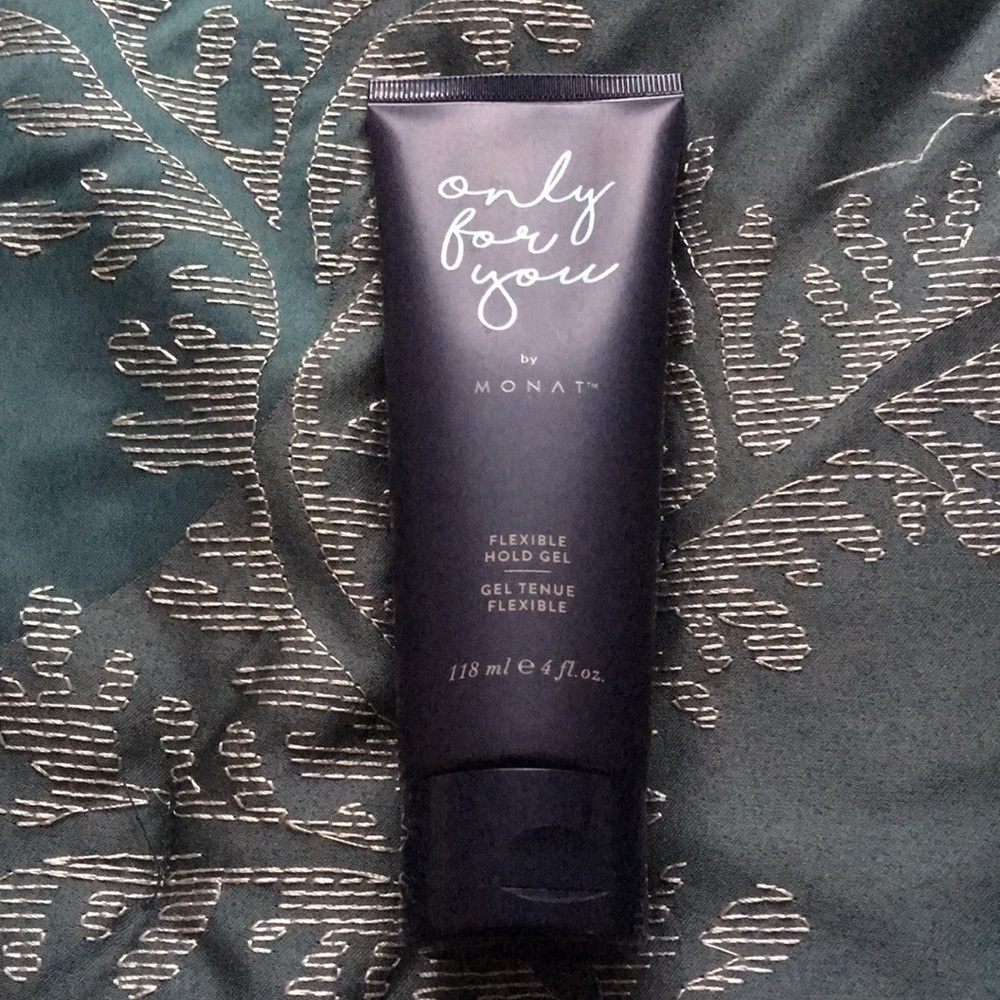 only
for
you
by
MONAT™
FLEXIBLE
HOLD GEL
GEL TENUE
FLEXIBLE
118 ml ℮ 4 fl.oz.